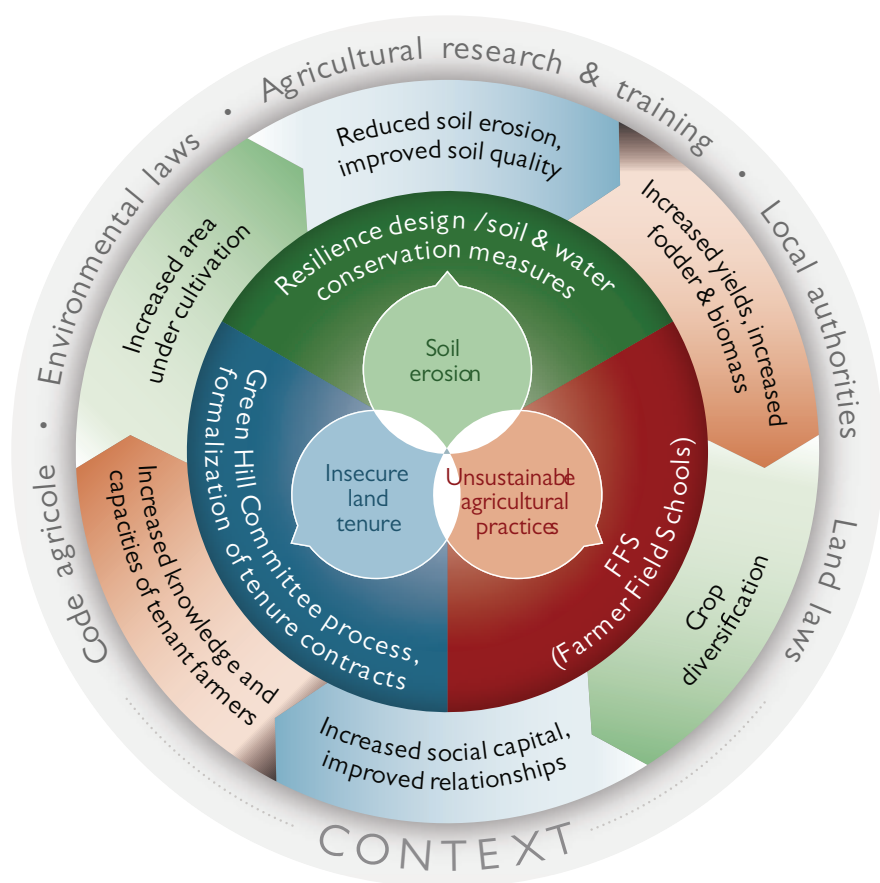 Code agricole • Environmental laws • Agricultural research & training • Local authorities
Land laws
CONTEXT
Reduced soil erosion,
improved soil quality
Increased yields, increased
fodder & biomass
Crop
diversification
Increased social capital,
improved relationships
Increased knowledge and
capacities of tenant farmers
Increased area
under cultivation
Resilience design /soil & water
conservation measures
FFS
(Farmer Field Schools)
Green Hill Committee process,
formalization of tenure contracts
Soil
erosion
Insecure
land
tenure
Unsustainable
agricultural
practices